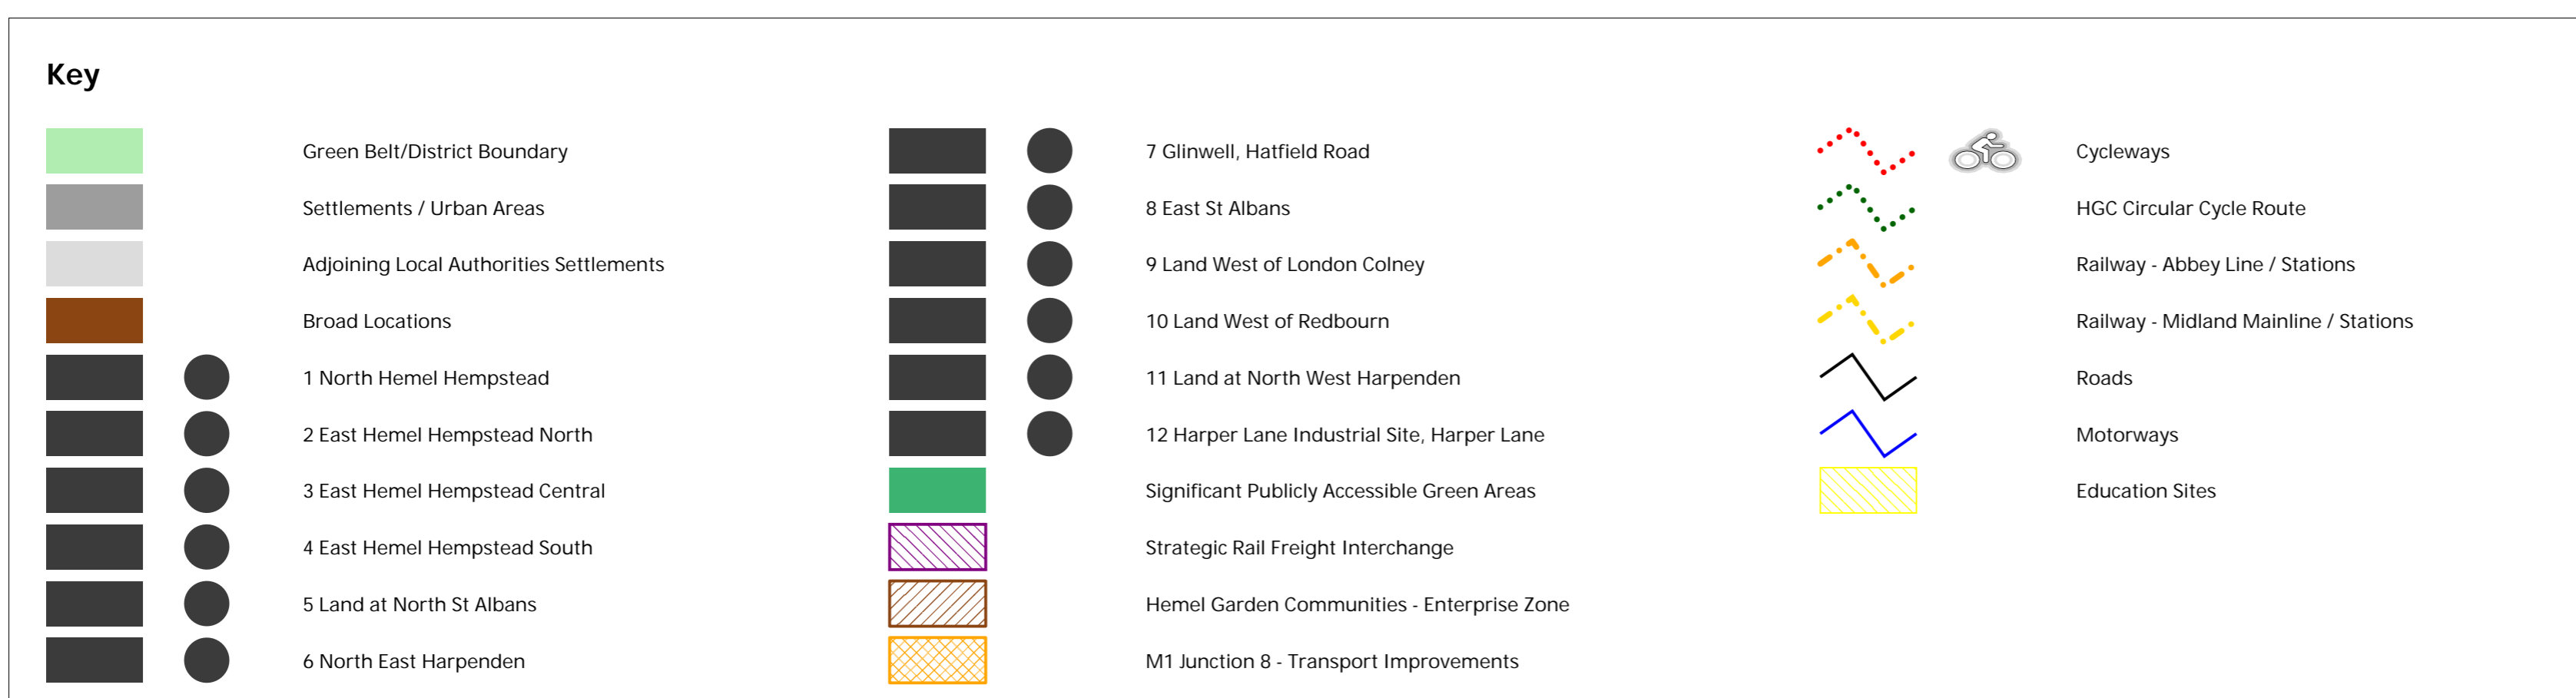 Key
Green Belt/District Boundary
Settlements / Urban Areas
Adjoining Local Authorities Settlements
Broad Locations
1 North Hemel Hempstead
2 East Hemel Hempstead North
3 East Hemel Hempstead Central
4 East Hemel Hempstead South
5 Land at North St Albans
6 North East Harpenden
7 Glinwell, Hatfield Road
8 East St Albans
9 Land West of London Colney
10 Land West of Redbourn
11 Land at North West Harpenden
12 Harper Lane Industrial Site, Harper Lane
Significant Publicly Accessible Green Areas
Strategic Rail Freight Interchange
Hemel Garden Communities - Enterprise Zone
M1 Junction 8 - Transport Improvements
Cycleways
HGC Circular Cycle Route
Railway - Abbey Line / Stations
Railway - Midland Mainline / Stations
Roads
Motorways
Education Sites